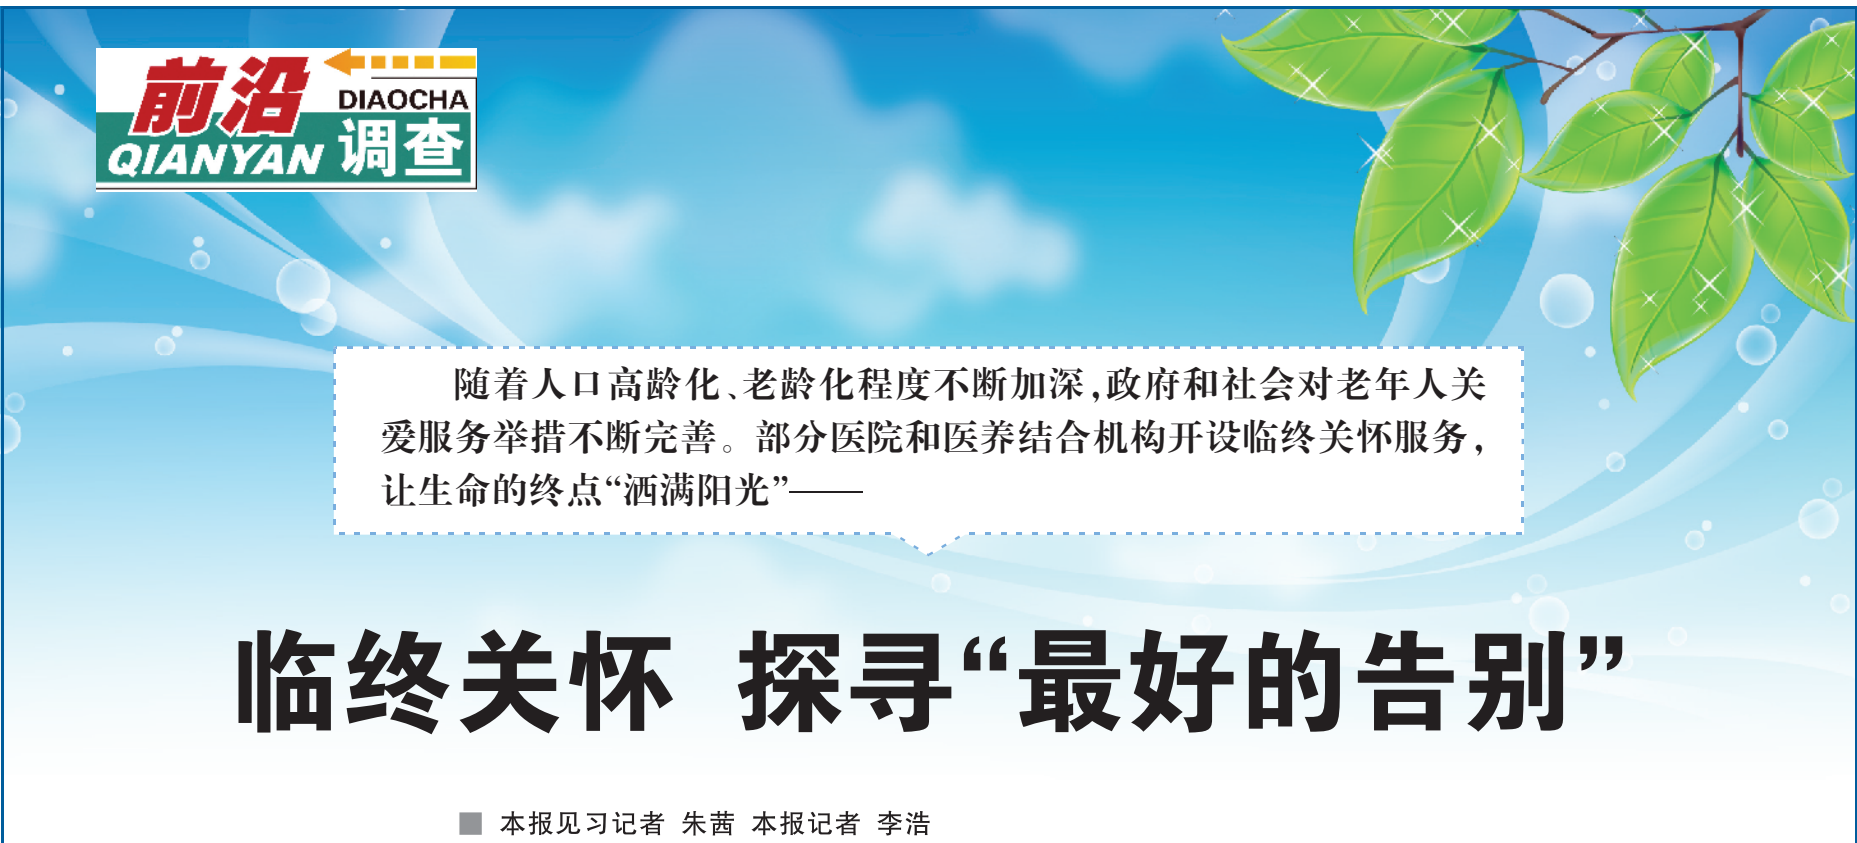 前沿
DIAOCHA
QIANYAN 调查
随着人口高龄化、老龄化程度不断加深,政府和社会对老年人关
爱服务举措不断完善。部分医院和医养结合机构开设临终关怀服务,
让生命的终点“洒满阳光”——
临终关怀 探寻“最好的告别”
■ 本报见习记者 朱茜 本报记者 李浩